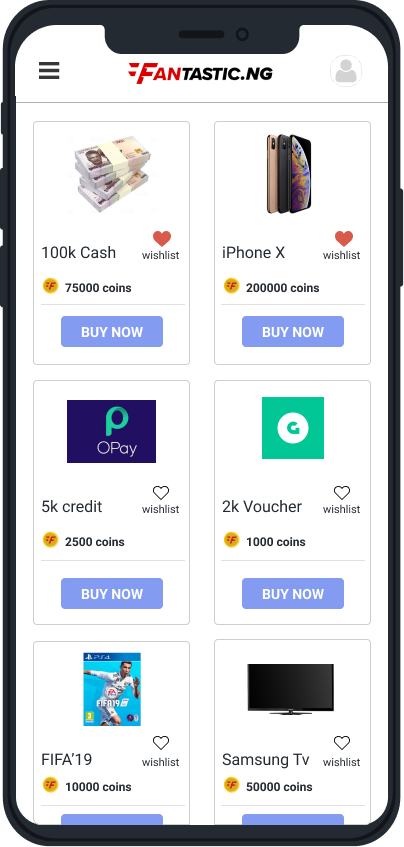 FANTASTIC.NG
100k Cash
wishlist
75000 coins
BUY NOW
iPhone X
wishlist
200000 coins
BUY NOW
OPay
5k credit
wishlist
2500 coins
BUY NOW
G
2k Voucher
wishlist
1000 coins
BUY NOW
PS4
FIFA19
FIFA'19
wishlist
10000 coins
Samsung Tv
wishlist
50000 coins